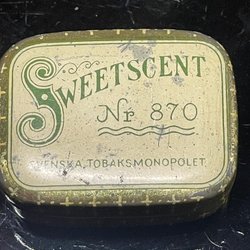 SWEETSCENT
Nr 870
SVENSKA TOBAKSMONOPOLET